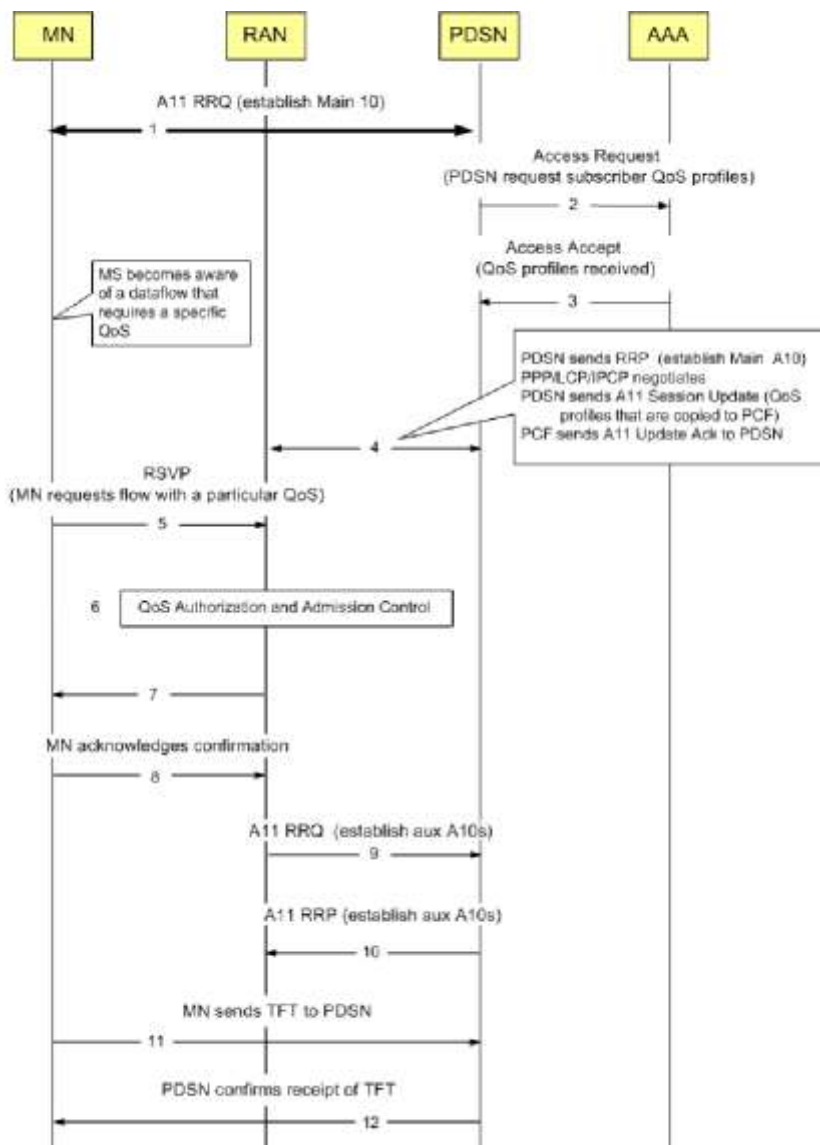 MN
RAN
PDSN
AAA
A11 RRQ (establish Main 10)
1
Access Request
(PDSN request subscriber QoS profiles)
2
Access Accept
(QoS profiles received)
3
MS becomes aware
of a dataflow that
requires a specific
QoS
PDSN sends RRP (establish Main A10)
PPP/LCP/IPCP negotiates
PDSN sends A11 Session Update (QoS
profiles that are copied to PCF)
PCF sends A11 Update Ack to PDSN
4
RSVP
(MN requests flow with a particular QoS)
5
6
QoS Authorization and Admission Control
7
MN acknowledges confirmation
8
A11 RRQ (establish aux A10s)
9
A11 RRP (establish aux A10s)
10
MN sends TFT to PDSN
11
PDSN confirms receipt of TFT
12